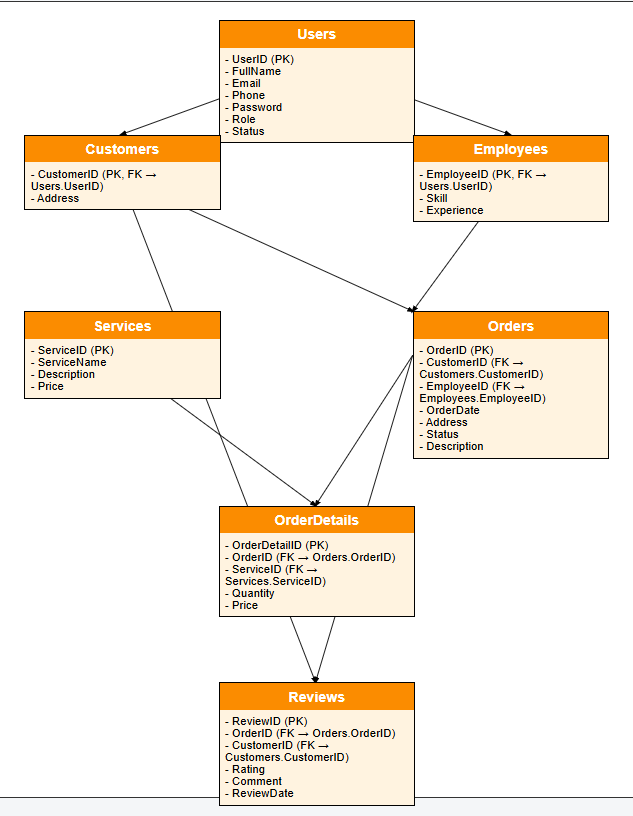 Users
- UserID (PK)
- FullName
- Email
- Phone
- Password
- Role
- Status
Customers
- CustomerID (PK, FK →
Users.UserID)
- Address
Employees
- EmployeeID (PK, FK →
Users.UserID)
- Skill
- Experience
Services
- ServiceID (PK)
- ServiceName
- Description
- Price
Orders
- OrderID (PK)
- CustomerID (FK →
Customers.CustomerID)
- EmployeeID (FK →
Employees.EmployeeID)
- OrderDate
- Address
- Status
- Description
OrderDetails
- OrderDetailID (PK)
- OrderID (FK → Orders.OrderID)
- ServiceID (FK →
Services.ServiceID)
- Quantity
- Price
Reviews
- ReviewID (PK)
- OrderID (FK → Orders.OrderID)
- CustomerID (FK →
Customers.CustomerID)
- Rating
- Comment
- ReviewDate